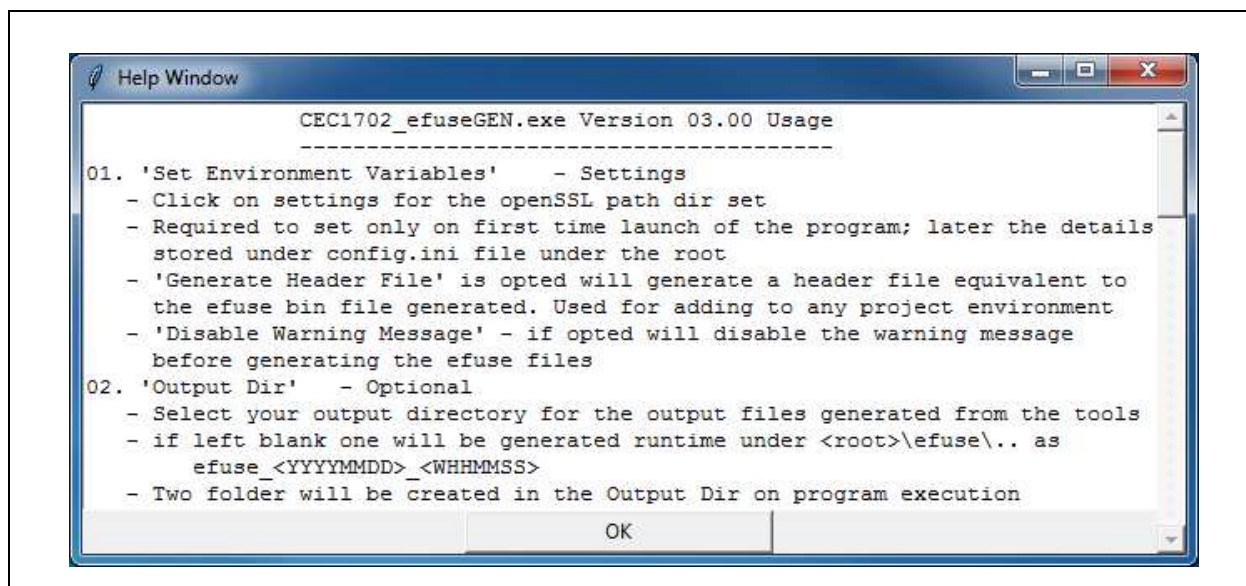 Help Window
CEC1702_efuseGEN.exe Version 03.00 Usage
----------------------------------------
01. 'Set Environment Variables' - Settings
- Click on settings for the openSSL path dir set
- Required to set only on first time launch of the program; later the details
stored under config.ini file under the root
- 'Generate Header File' is opted will generate a header file equivalent to
the efuse bin file generated. Used for adding to any project environment
- 'Disable Warning Message' - if opted will disable the warning message
before generating the efuse files
02. 'Output Dir' - Optional
- Select your output directory for the output files generated from the tools
- if left blank one will be generated runtime under <root>\efuse\.. as
efuse_<YYYYMMDD>_<WHHMMSS>
- Two folder will be created in the Output Dir on program execution
OK